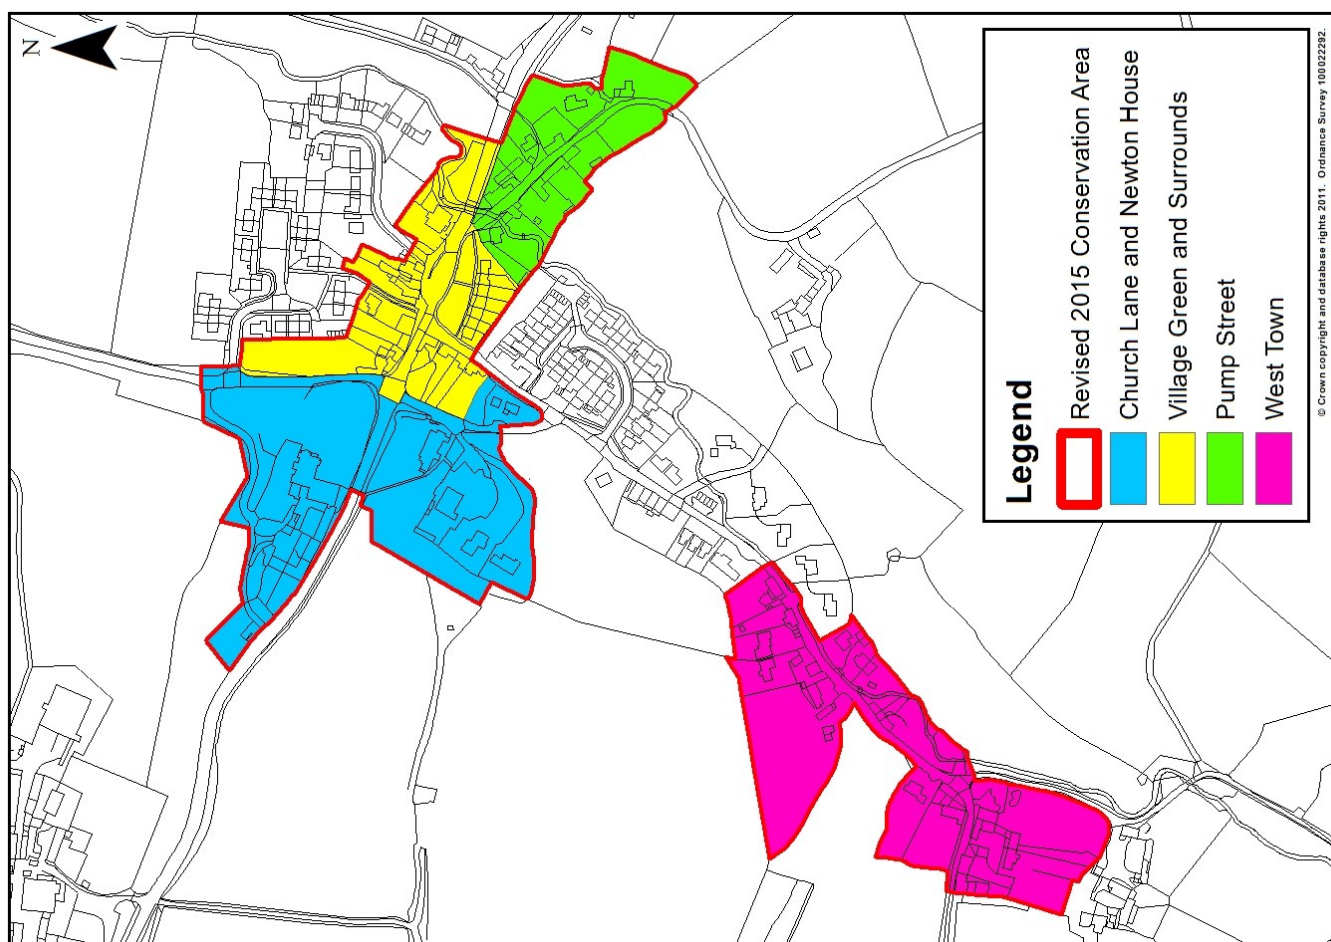 N
Legend
Revised 2015 Conservation Area
Church Lane and Newton House
Village Green and Surrounds
Pump Street
West Town
© Crown copyright and database rights 2011. Ordnance Survey 100022292.